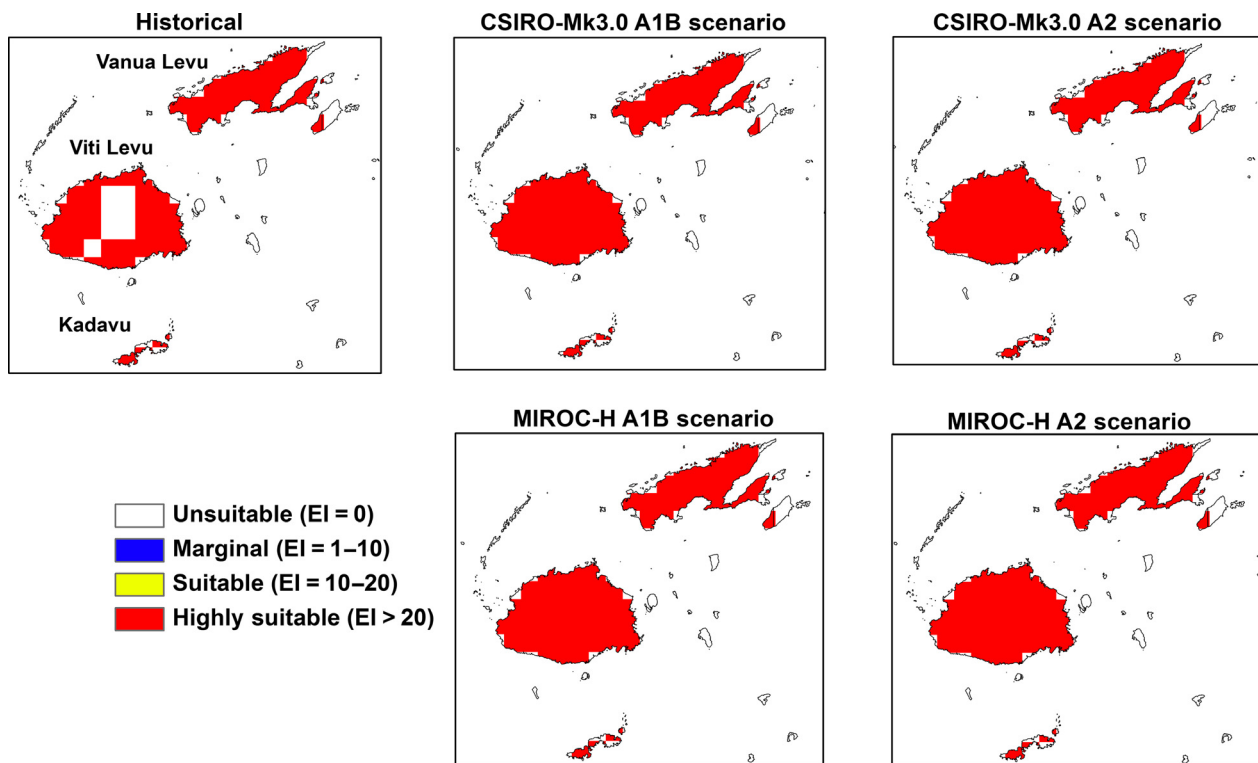 Historical
CSIRO-Mk3.0 A1B scenario
CSIRO-Mk3.0 A2 scenario
Vanua Levu
Viti Levu
Kadavu
MIROC-H A1B scenario
MIROC-H A2 scenario
Unsuitable (EI = 0)
Marginal (EI = 1–10)
Suitable (EI = 10–20)
Highly suitable (EI > 20)